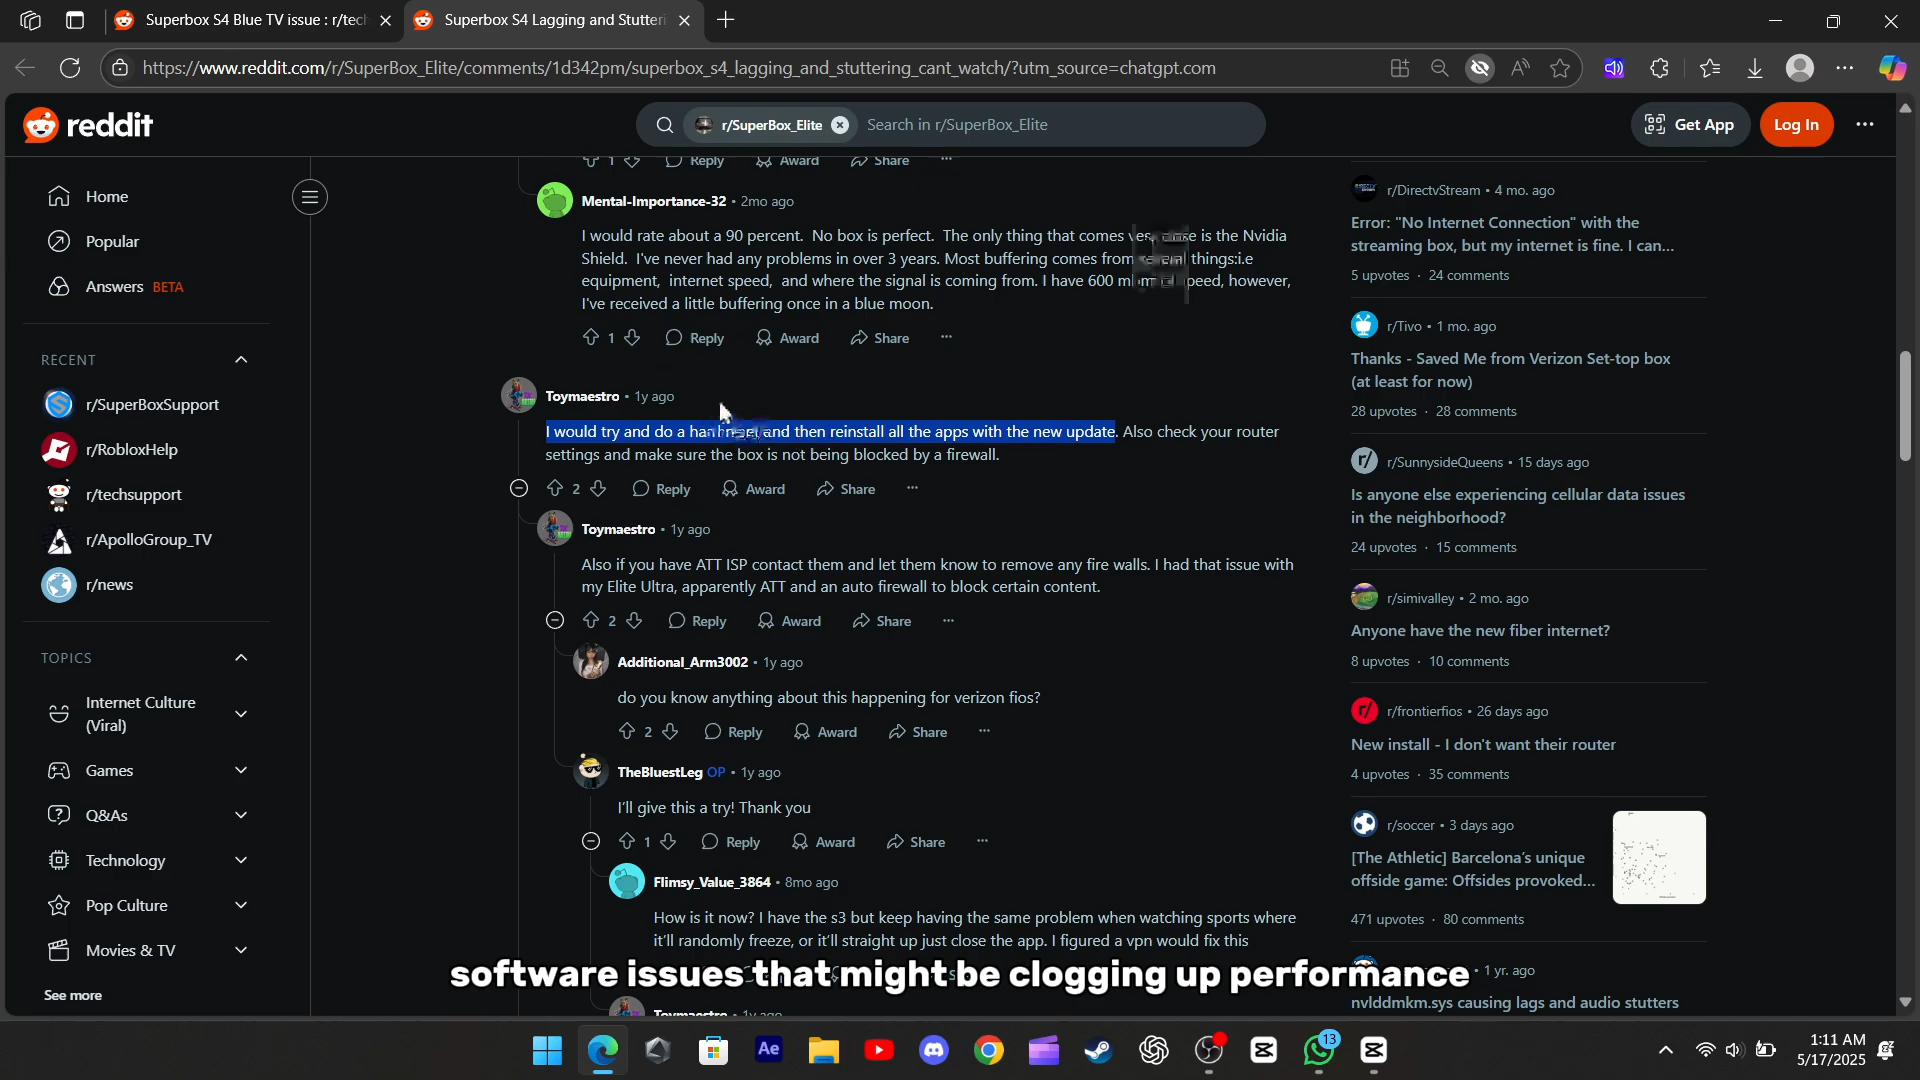 Superbox S4 Blue TV issue : r/tech
Superbox S4 Lagging and Stutteri
https://www.reddit.com/r/SuperBox_Elite/comments/1d342pm/superbox_s4_lagging_and_stuttering_cant_watch/?utm_source=chatgpt.com
reddit
r/SuperBox_Elite Search in r/SuperBox_Elite
Get App
Log In
Home
Popular
Answers BETA
RECENT
r/SuperBoxSupport
r/RobloxHelp
r/techsupport
r/ApolloGroup_TV
r/news
TOPICS
Internet Culture
(Viral)
Games
Q&As
Technology
Pop Culture
Movies & TV
See more
1 Reply Award Share
Mental-Importance-32 • 2mo ago
I would rate about a 90 percent. No box is perfect. The only thing that comes is the Nvidia
Shield. I've never had any problems in over 3 years. Most buffering comes from several things:i.e
equipment, internet speed, and where the signal is coming from. I have 600 speed, however,
I've received a little buffering once in a blue moon.
1 Reply Award Share
Toymaestro • 1y ago
I would try and do a hard reset and then reinstall all the apps with the new update. Also check your router
settings and make sure the box is not being blocked by a firewall.
2 Reply Award Share
Toymaestro • 1y ago
Also if you have ATT ISP contact them and let them know to remove any fire walls. I had that issue with
my Elite Ultra, apparently ATT and an auto firewall to block certain content.
2 Reply Award Share
Additional_Arm3002 • 1y ago
do you know anything about this happening for verizon fios?
2 Reply Award Share
TheBluestLeg OP • 1y ago
I'll give this a try! Thank you
1 Reply Award Share
Flimsy_Value_3864 • 8mo ago
How is it now? I have the s3 but keep having the same problem when watching sports where
it'll randomly freeze, or it'll straight up just close the app. I figured a vpn would fix this
software issues that might be clogging up performance
Toymaestro • 1y ago
r/DirectvStream • 4 mo. ago
Error: "No Internet Connection" with the
streaming box, but my internet is fine. I can...
5 upvotes · 24 comments
r/Tivo • 1 mo. ago
Thanks - Saved Me from Verizon Set-top box
(at least for now)
28 upvotes · 28 comments
r/SunnysideQueens • 15 days ago
Is anyone else experiencing cellular data issues
in the neighborhood?
24 upvotes · 15 comments
r/simivalley • 2 mo. ago
Anyone have the new fiber internet?
8 upvotes · 10 comments
r/frontierfios • 26 days ago
New install - I don't want their router
4 upvotes · 35 comments
r/soccer • 3 days ago
[The Athletic] Barcelona's unique
offside game: Offsides provoked...
471 upvotes · 80 comments
• 1 yr. ago
nvlddmkm.sys causing lags and audio stutters
Ae
13
1:11 AM
5/17/2025